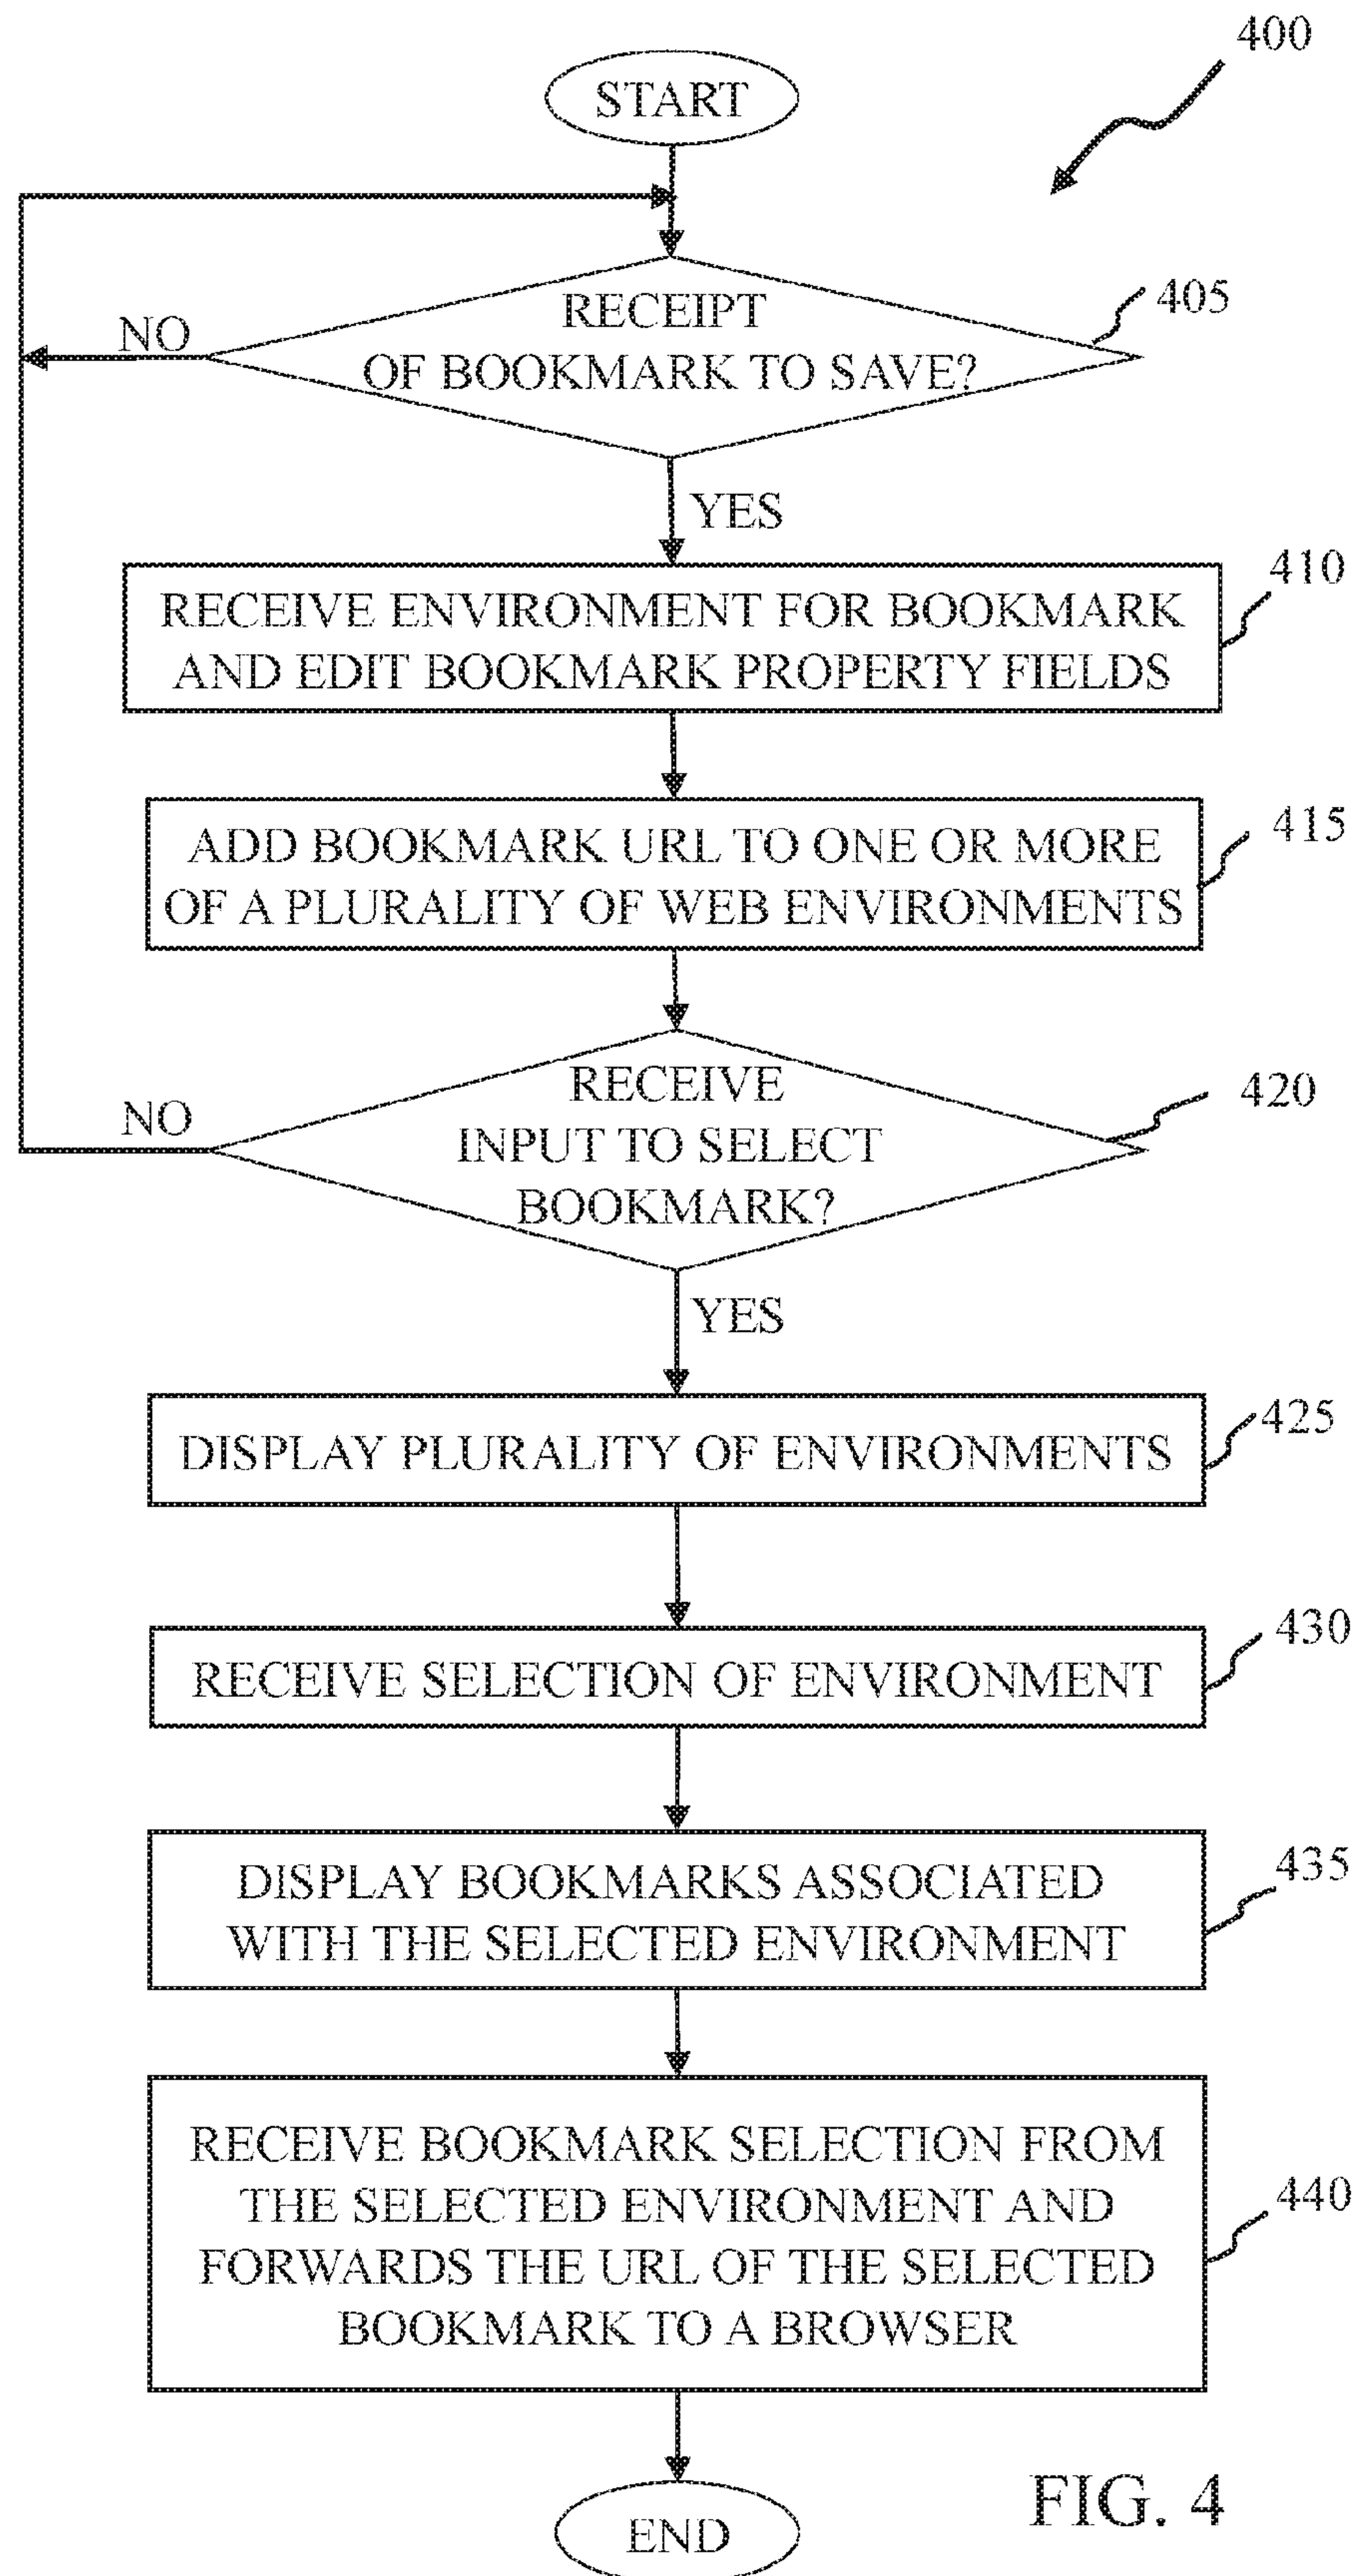 400
START
RECEIPT
OF BOOKMARK TO SAVE?
405
NO
YES
410
RECEIVE ENVIRONMENT FOR BOOKMARK
AND EDIT BOOKMARK PROPERTY FIELDS
415
ADD BOOKMARK URL TO ONE OR MORE
OF A PLURALITY OF WEB ENVIRONMENTS
RECEIVE
INPUT TO SELECT
BOOKMARK?
420
NO
YES
425
DISPLAY PLURALITY OF ENVIRONMENTS
430
RECEIVE SELECTION OF ENVIRONMENT
435
DISPLAY BOOKMARKS ASSOCIATED
WITH THE SELECTED ENVIRONMENT
440
RECEIVE BOOKMARK SELECTION FROM
THE SELECTED ENVIRONMENT AND
FORWARDS THE URL OF THE SELECTED
BOOKMARK TO A BROWSER
END
FIG. 4